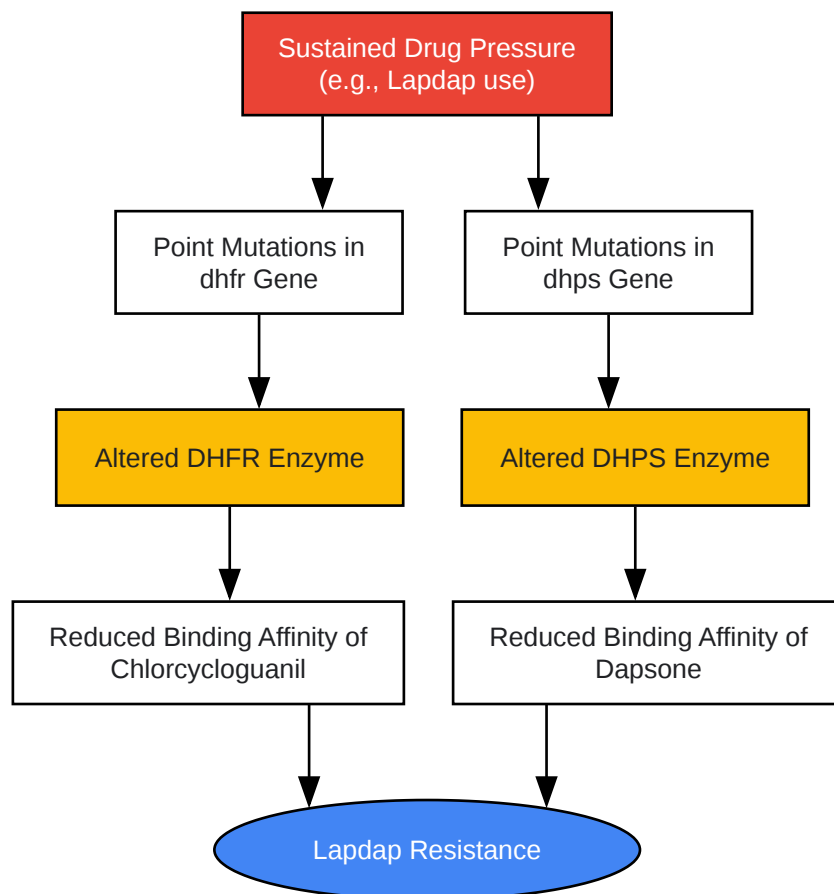 Sustained Drug Pressure
(e.g., Lapdap use)
Point Mutations in
dhfr Gene
Point Mutations in
dhps Gene
Altered DHFR Enzyme
Altered DHPS Enzyme
Reduced Binding Affinity of
Chlorcycloguanil
Reduced Binding Affinity of
Dapsone
Lapdap Resistance